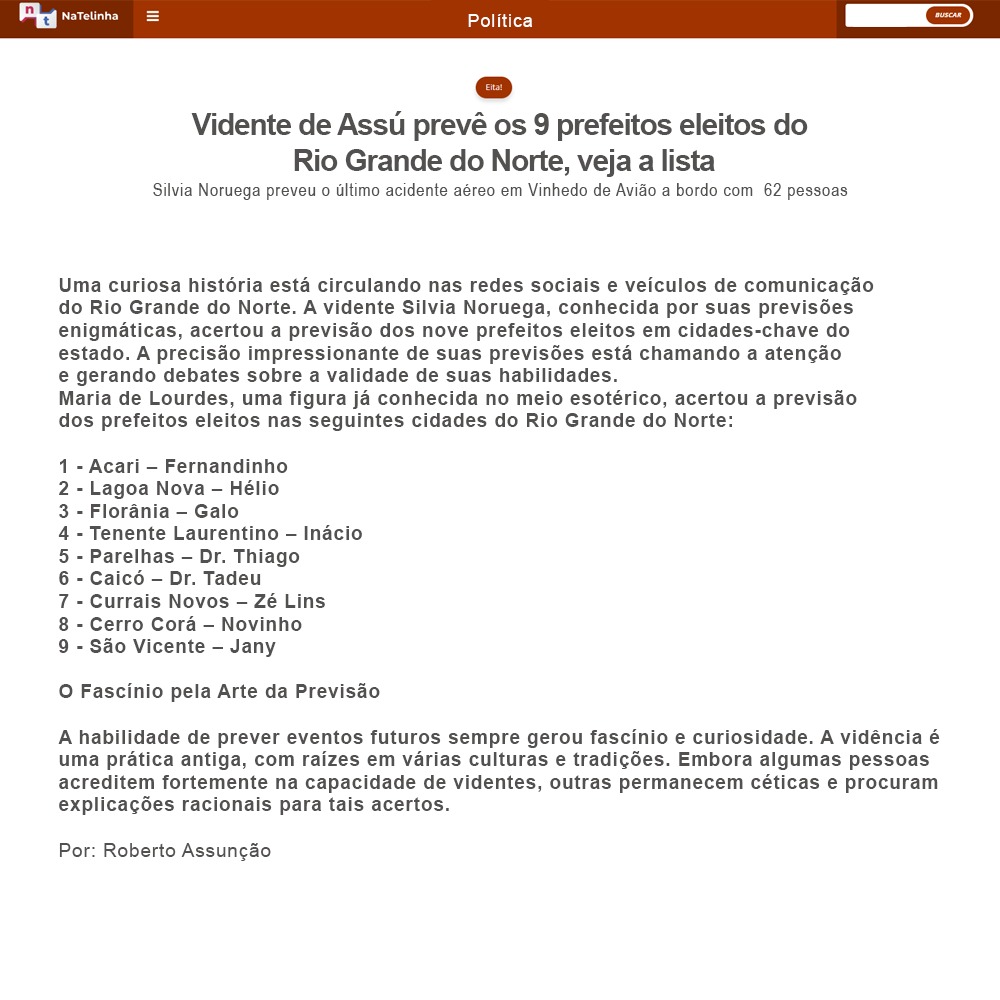 n t NaTelinha
Política
BUSCAR
Eita!
Vidente de Assú prevê os 9 prefeitos eleitos do
Rio Grande do Norte, veja a lista
Silvia Noruega preveu o último acidente aéreo em Vinhedo de Avião a bordo com 62 pessoas
Uma curiosa história está circulando nas redes sociais e veículos de comunicação
do Rio Grande do Norte. A vidente Silvia Noruega, conhecida por suas previsões
enigmáticas, acertou a previsão dos nove prefeitos eleitos em cidades-chave do
estado. A precisão impressionante de suas previsões está chamando a atenção
e gerando debates sobre a validade de suas habilidades.
Maria de Lourdes, uma figura já conhecida no meio esotérico, acertou a previsão
dos prefeitos eleitos nas seguintes cidades do Rio Grande do Norte:
1 - Acari – Fernandinho
2 - Lagoa Nova – Hélio
3 - Florânia – Galo
4 - Tenente Laurentino – Inácio
5 - Parelhas – Dr. Thiago
6 - Caicó – Dr. Tadeu
7 - Currais Novos – Zé Lins
8 - Cerro Corá – Novinho
9 - São Vicente – Jany
O Fascínio pela Arte da Previsão
A habilidade de prever eventos futuros sempre gerou fascínio e curiosidade. A vidência é
uma prática antiga, com raízes em várias culturas e tradições. Embora algumas pessoas
acreditem fortemente na capacidade de videntes, outras permanecem céticas e procuram
explicações racionais para tais acertos.
Por: Roberto Assunção